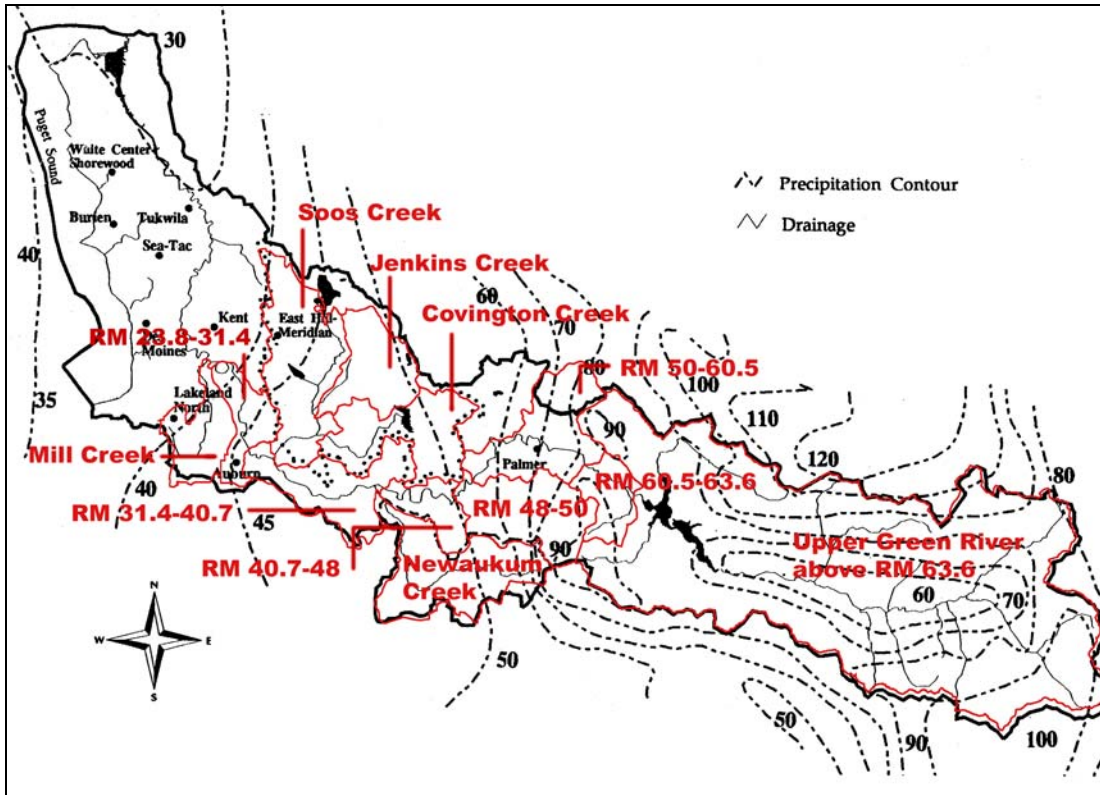 30
Puget Sound
Waite Center
Shorewood
Burien
Tukwila
Sea-Tac
40
Soos Creek
Jenkins Creek
Covington Creek
Precipitation Contour
Drainage
60
70
80
Kent
East Hill-
Meridian
RM 28.8-31.4
Moines
RM 50-60.5
100
110
120
35
Lakeland
North
90
Mill Creek
Auburn
40
Palmer
RM 60.5-63.6
80
RM 31.4-40.7
45
RM 48-50
90
RM 40.7-48
Newaukum
Creek
Upper Green River
above RM 63.6
60
70
N
W
E
S
50
50
90
100